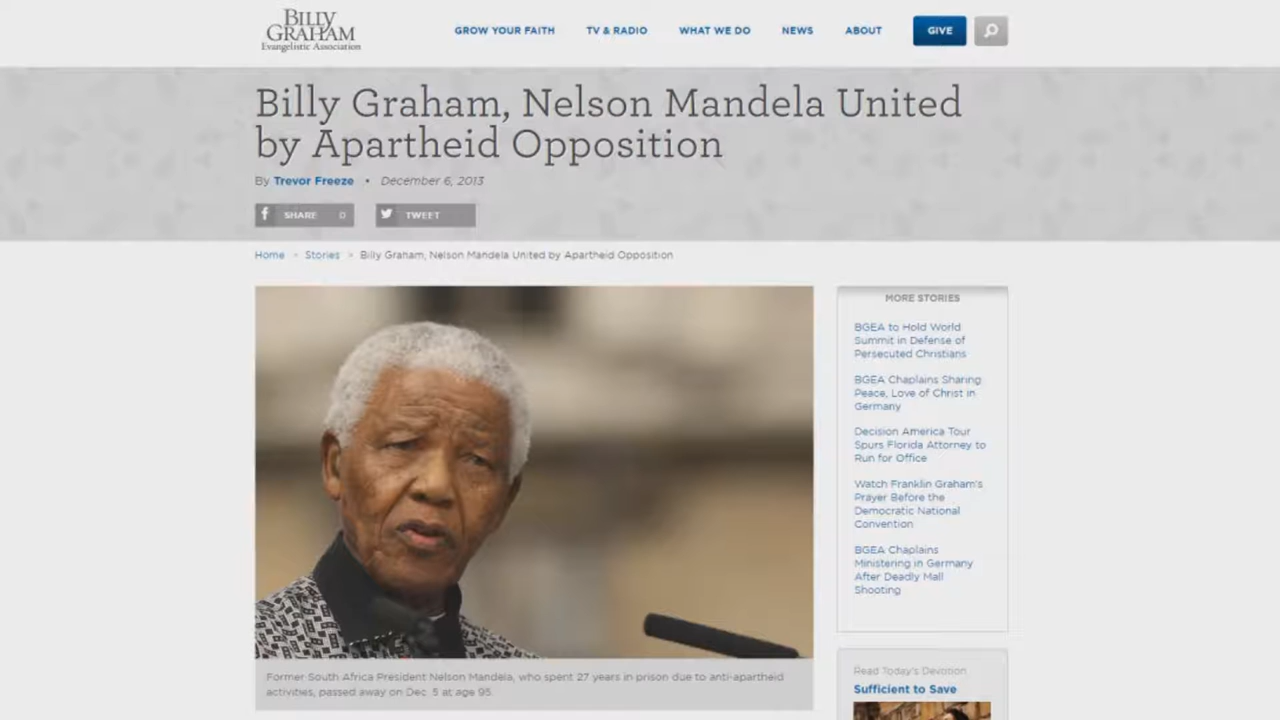 BILLY
GRAHAM
Evangelistic Association
GROW YOUR FAITH
TV & RADIO
WHAT WE DO
NEWS
ABOUT
GIVE
Billy Graham, Nelson Mandela United
by Apartheid Opposition
By Trevor Freeze • December 6, 2013
SHARE 0
TWEET
Home > Stories > Billy Graham, Nelson Mandela United by Apartheid Opposition
Former South Africa President Nelson Mandela, who spent 27 years in prison due to anti-apartheid
activities, passed away on Dec. 5 at age 95.
MORE STORIES
BGEA to Hold World
Summit in Defense of
Persecuted Christians
BGEA Chaplains Sharing
Peace, Love of Christ in
Germany
Decision America Tour
Spurs Florida Attorney to
Run for Office
Watch Franklin Graham's
Prayer Before the
Democratic National
Convention
BGEA Chaplains
Ministering in Germany
After Deadly Mall
Shooting
Read Today's Devotion
Sufficient to Save